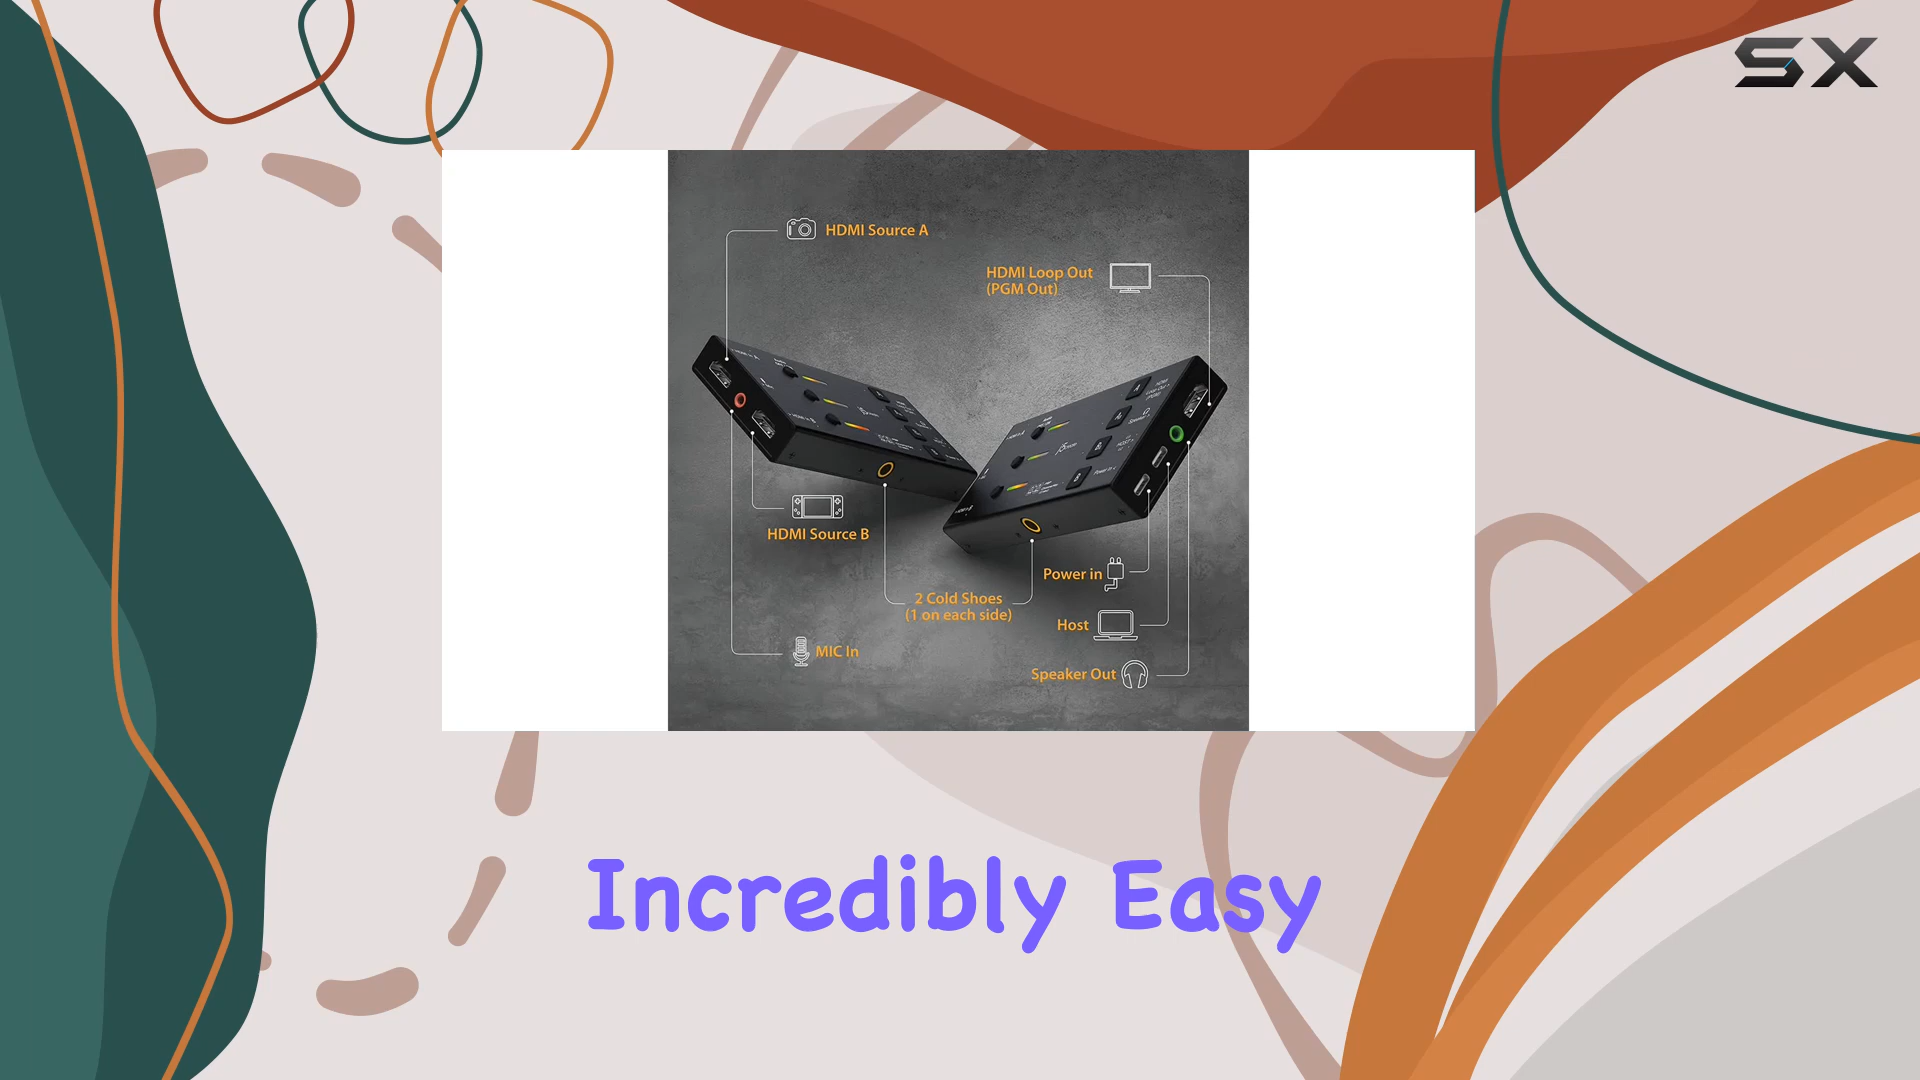 SX
HDMI Source A
HDMI Loop Out
(PGM Out)
HDMI Source B
2 Cold Shoes
(1 on each side)
Power in
Host
MIC In
Speaker Out
Incredibly Easy